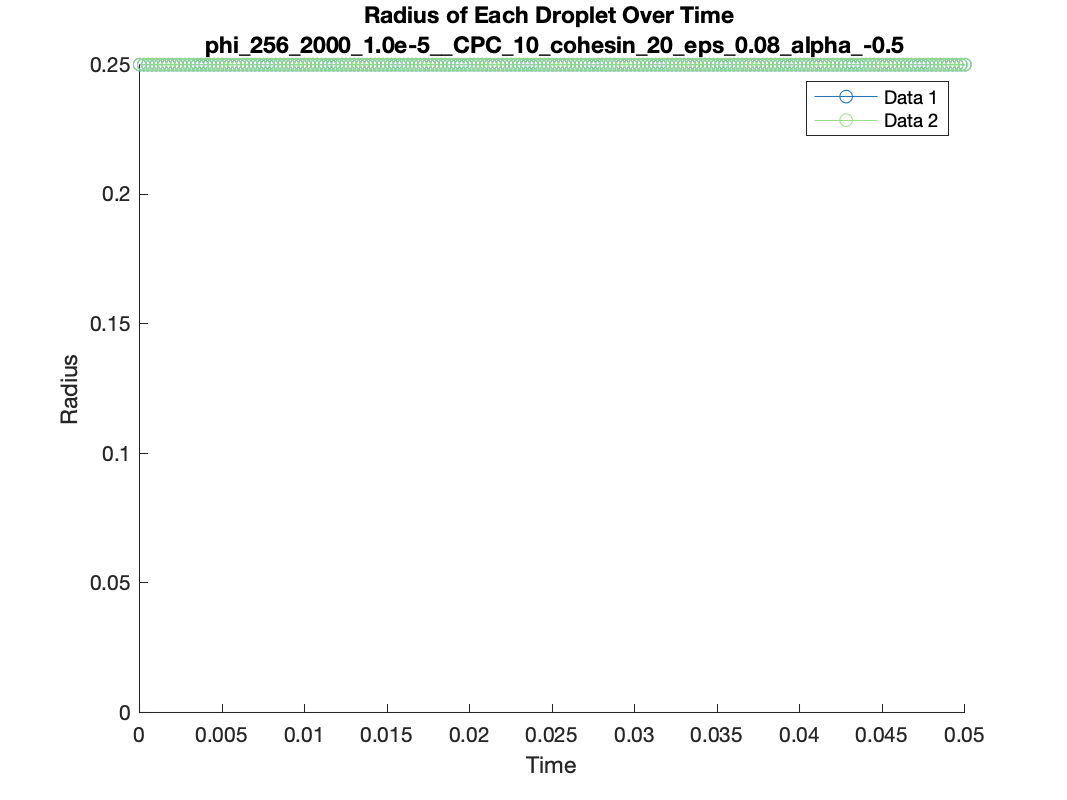 Radius of Each Droplet Over Time
phi_256_2000_1.0e-5__CPC_10_cohesin_20_eps_0.08_alpha_-0.5
0.25
0.2
0.15
0.1
0.05
0
Radius
Data 1
Data 2
0 0.005 0.01 0.015 0.02 0.025 0.03 0.035 0.04 0.045 0.05
Time